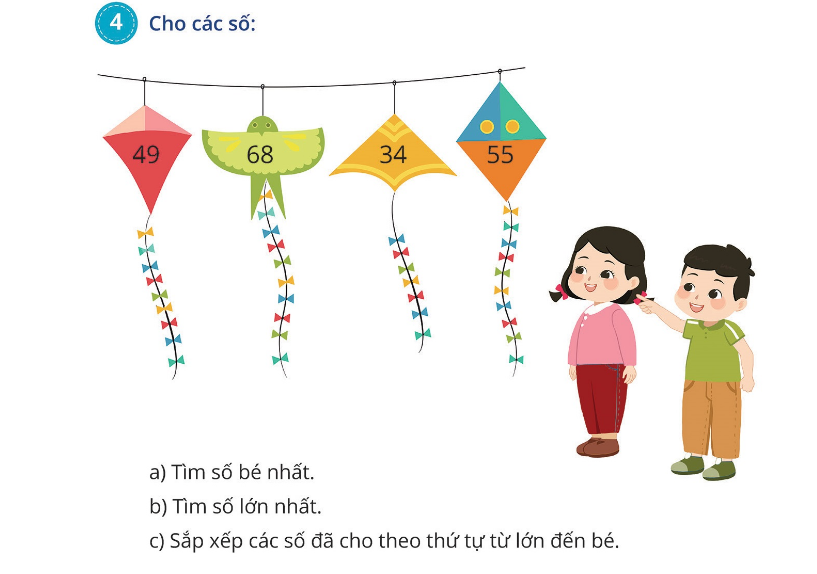 4 Cho các số:
49 68 34 55
a) Tìm số bé nhất.
b) Tìm số lớn nhất.
c) Sắp xếp các số đã cho theo thứ tự từ lớn đến bé.